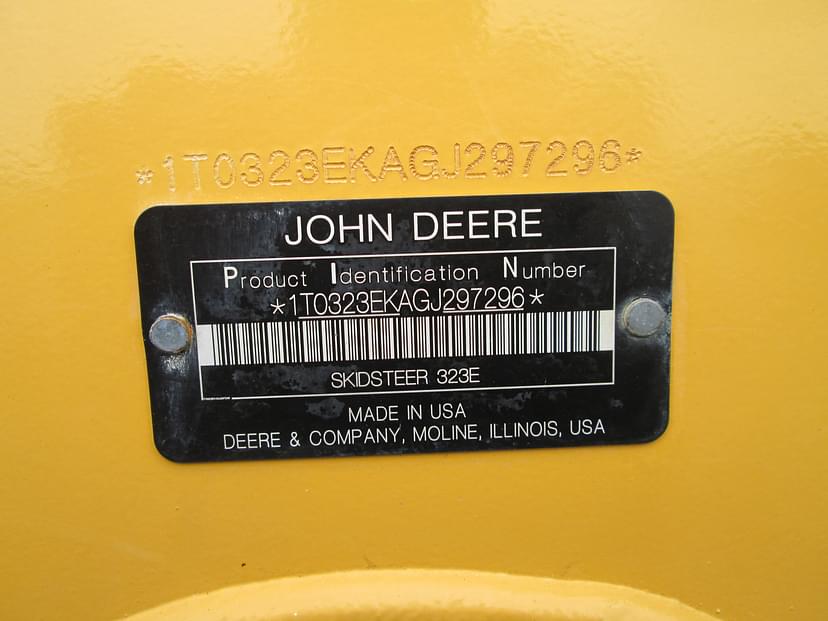 *1T0323EKAGJ297296*
JOHN DEERE
Product Identification Number
*1T0323EKAGJ297296*
SKIDSTEER 323E
MADE IN USA
DEERE & COMPANY, MOLINE, ILLINOIS, USA